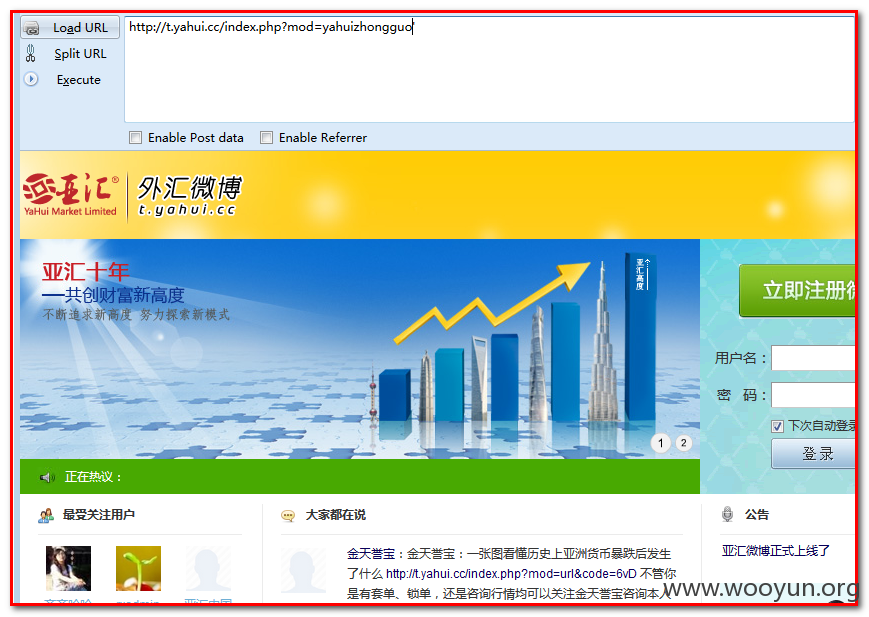 Load URL
http://t.yahui.cc/index.php?mod=yahuizhongguo'
Split URL
Execute
Enable Post data
Enable Referrer
亚汇®
YaHui Market Limited
外汇微博
t.yahui.cc
亚汇十年
—共创财富新高度
不断追求新高度 努力探索新模式
亚汇高度
1 2
立即注册微
用户名：
密 码：
下次自动登录
登录
正在热议：
最受关注用户
大家都在说
公告
金天誉宝：金天誉宝：一张图看懂历史上亚洲货币暴跌后发生
了什么 http://t.yahui.cc/index.php?mod=url&code=6vD 不管你
是有套单、锁单，还是咨询行情均可以关注金天誉宝咨询本人
亚汇微博正式上线了
亚汇中国
www.wooyun.org